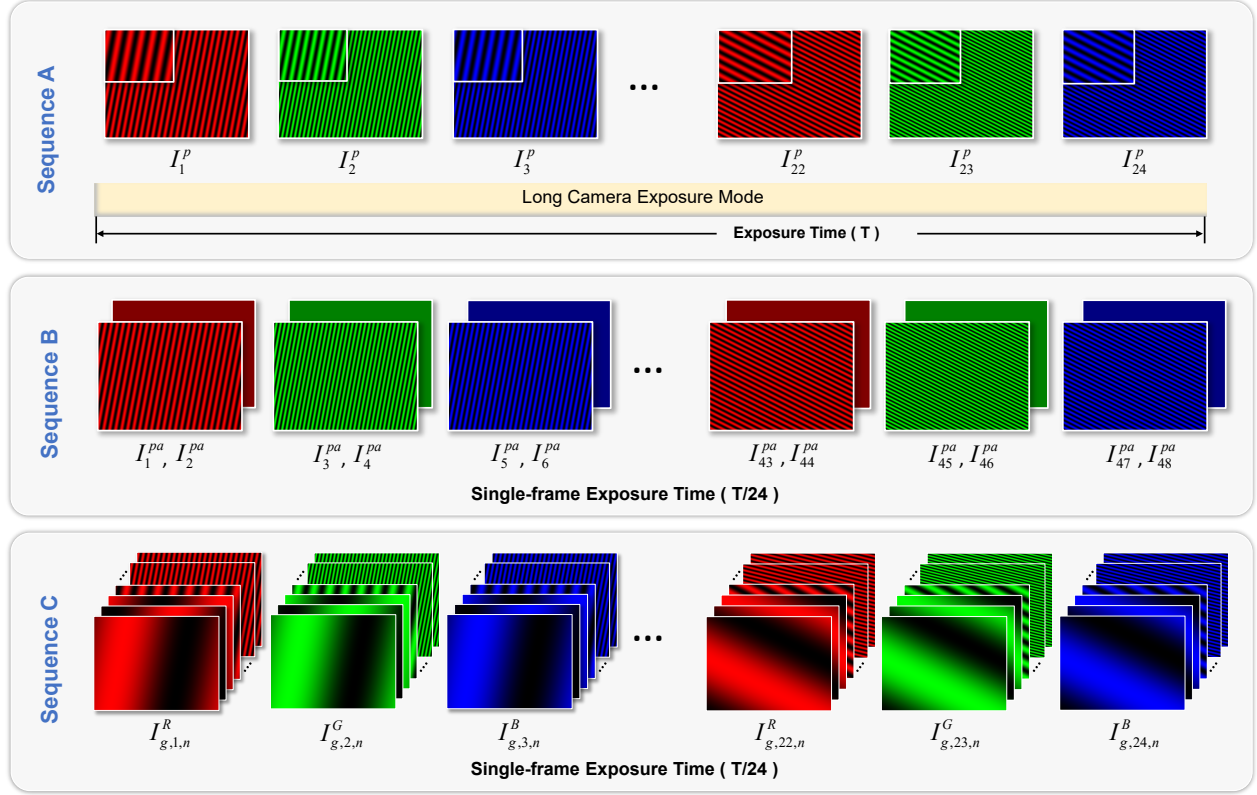 Sequence A
...
I_1^p I_2^p I_3^p I_22^p I_23^p I_24^p
Long Camera Exposure Mode
Exposure Time ( T )
Sequence B
...
I_1^pa , I_2^pa I_3^pa , I_4^pa I_5^pa , I_6^pa I_43^pa , I_44^pa I_45^pa , I_46^pa I_47^pa , I_48^pa
Single-frame Exposure Time ( T/24 )
Sequence C
...
I_g,1,n^R I_g,2,n^G I_g,3,n^B I_g,22,n^R I_g,23,n^G I_g,24,n^B
Single-frame Exposure Time ( T/24 )